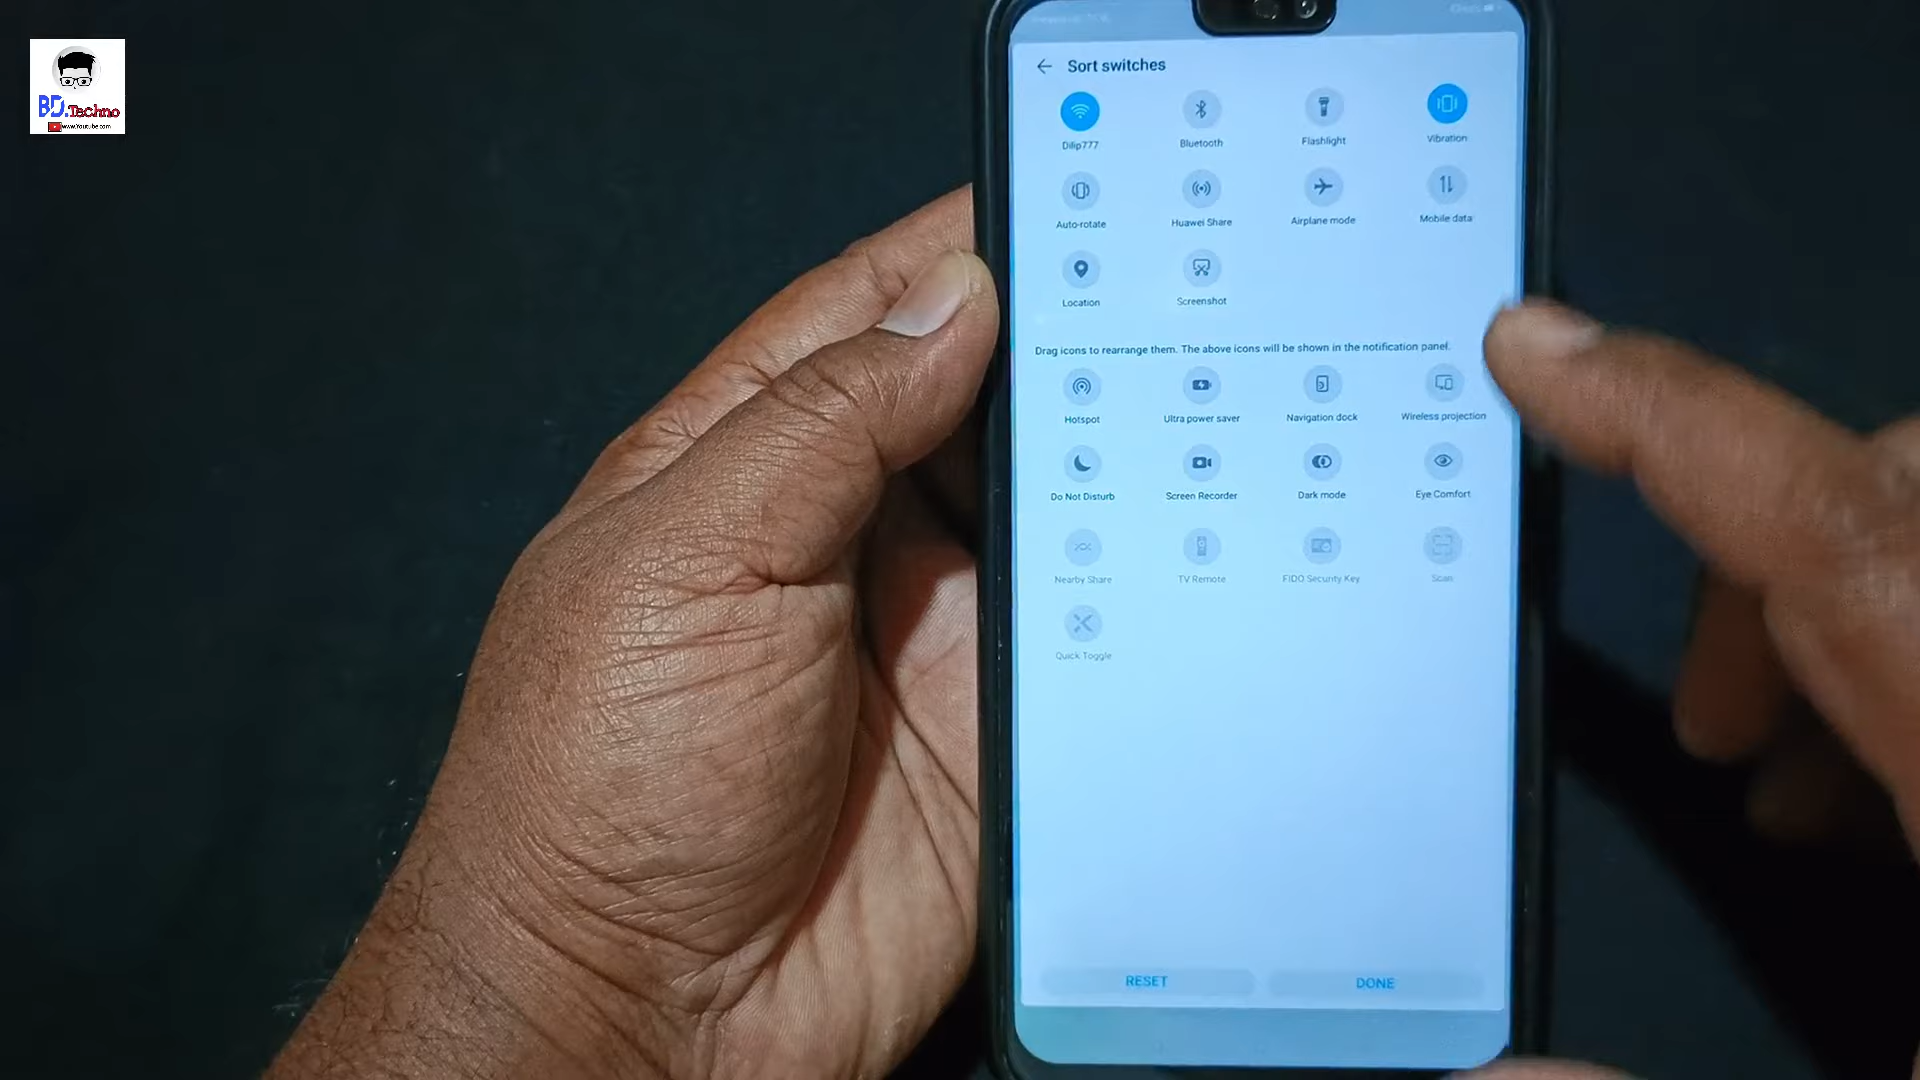 BD.Techno
www.Youtube.com
Sort switches
Dilip777
Bluetooth
Flashlight
Vibration
Auto-rotate
Huawei Share
Airplane mode
Mobile data
Location
Screenshot
Drag icons to rearrange them. The above icons will be shown in the notification panel.
Hotspot
Ultra power saver
Navigation dock
Wireless projection
Do Not Disturb
Screen Recorder
Dark mode
Eye Comfort
Nearby Share
TV Remote
FIDO Security Key
Scan
Quick Toggle
RESET
DONE